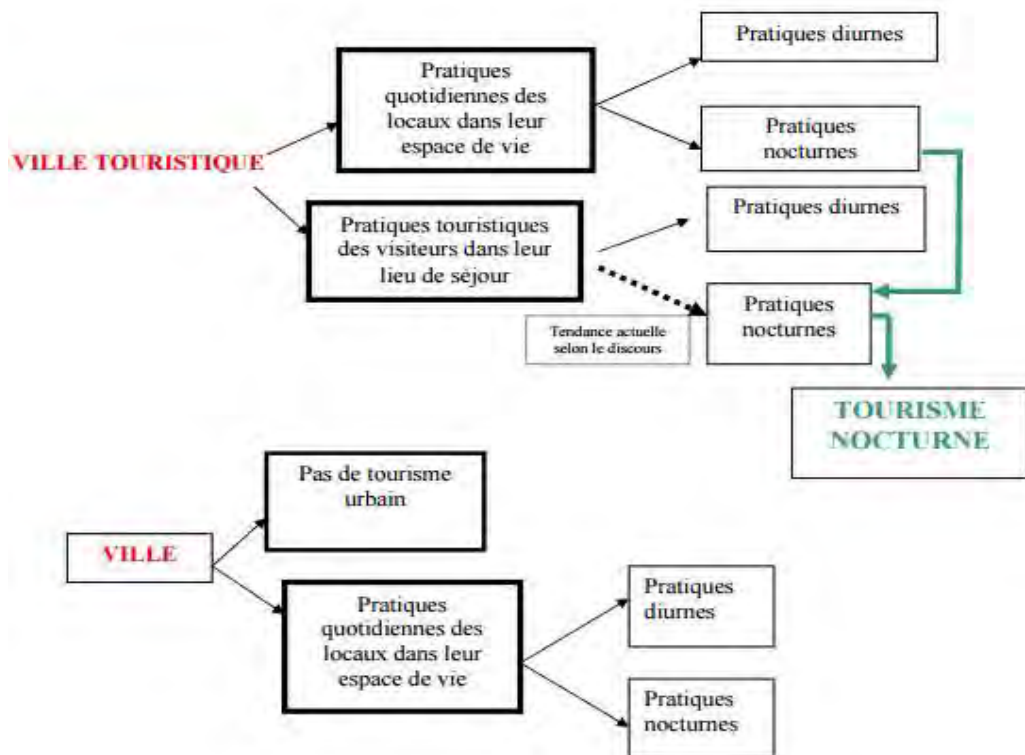 Pratiques diurnes
Pratiques
quotidiennes des
locaux dans leur
espace de vie
Pratiques
nocturnes
VILLE TOURISTIQUE
Pratiques touristiques
des visiteurs dans leur
lieu de séjour
Pratiques diurnes
Pratiques
nocturnes
Tendance actuelle
selon le discours
TOURISME
NOCTURNE
Pas de tourisme
urbain
VILLE
Pratiques
quotidiennes des
locaux dans leur
espace de vie
Pratiques
diurnes
Pratiques
nocturnes